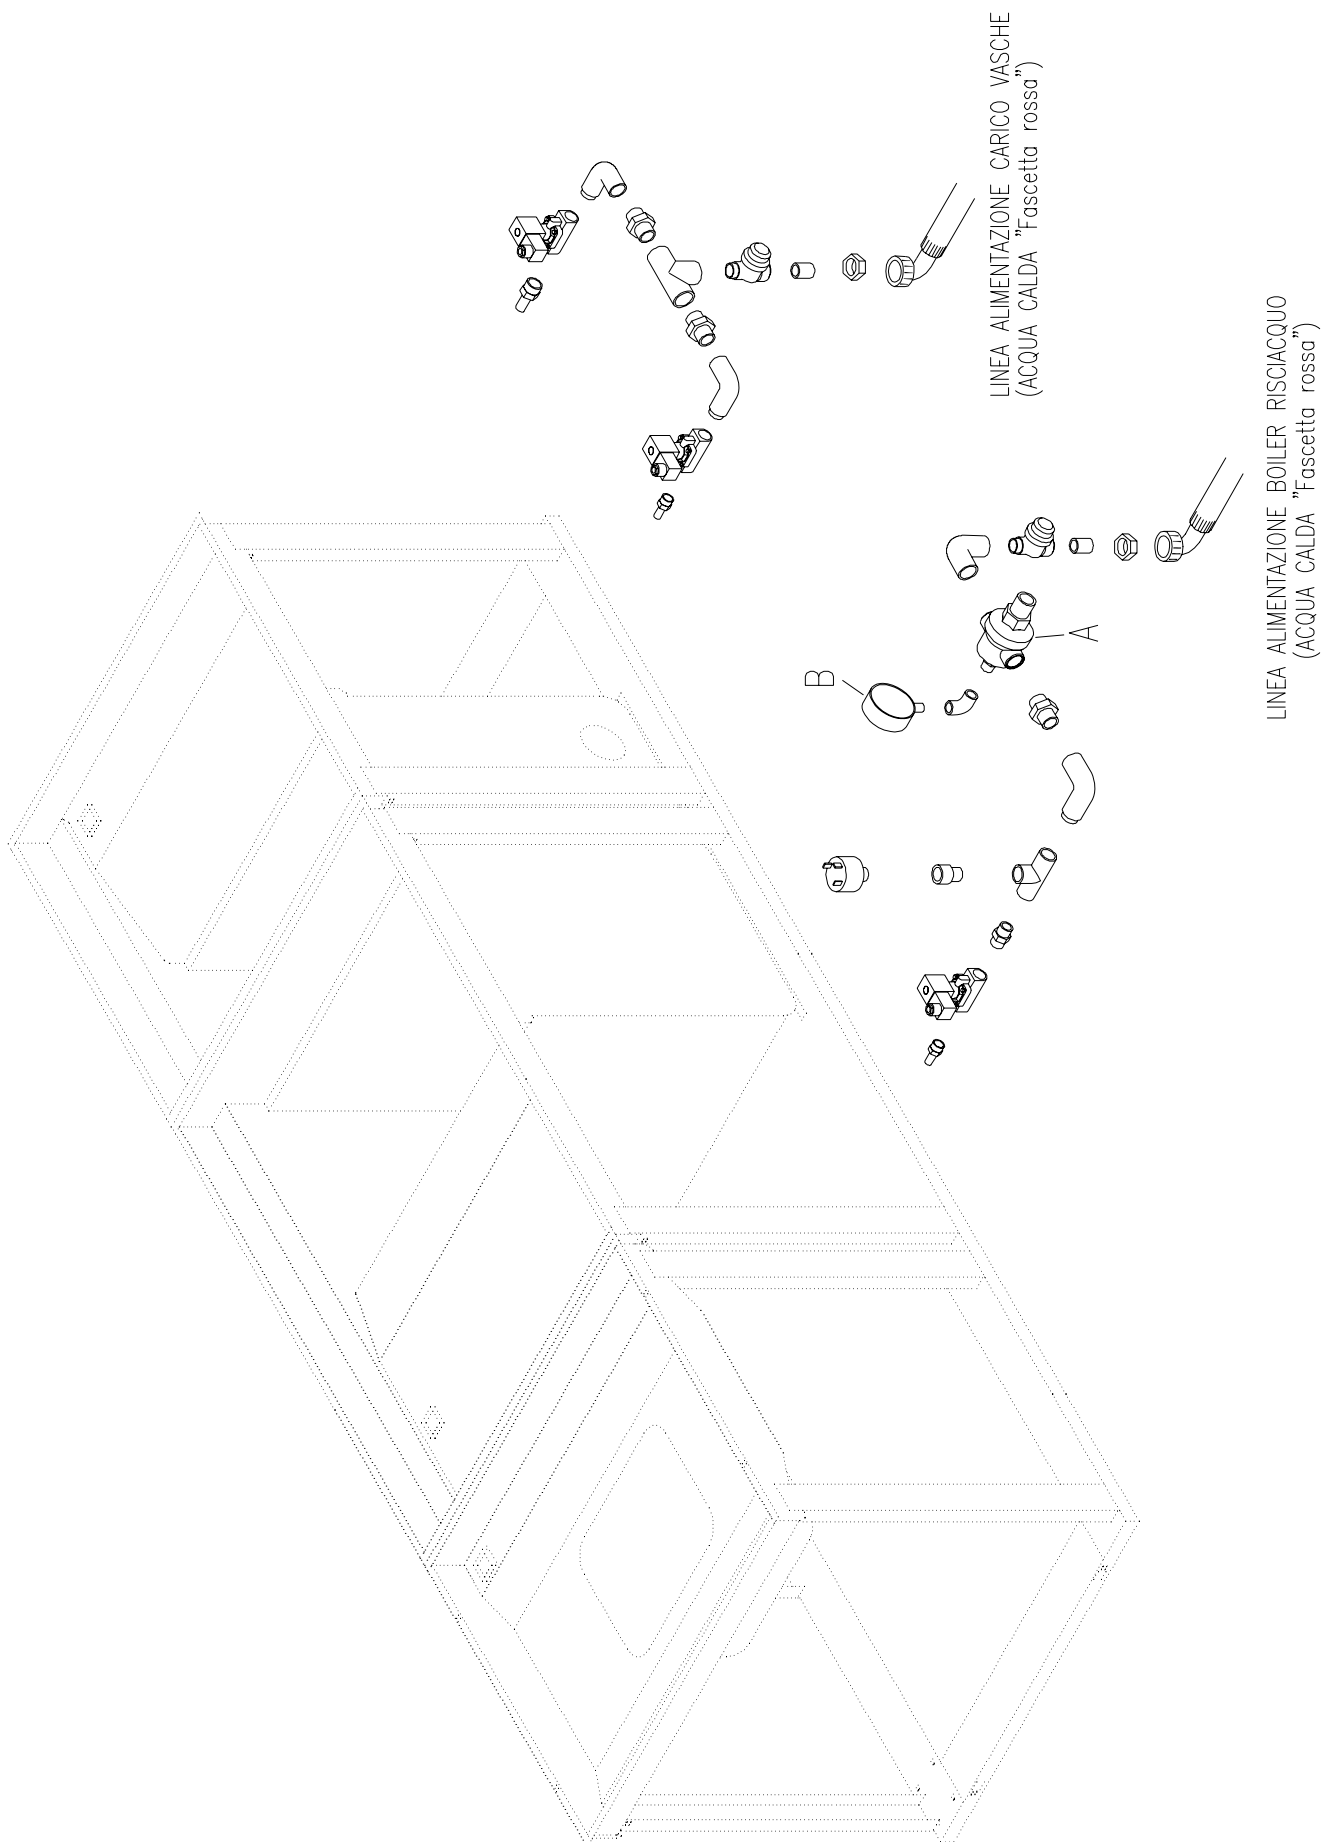 LINEA ALIMENTAZIONE CARICO VASCHE
(ACQUA CALDA "Fascetta rossa")
B
A
LINEA ALIMENTAZIONE BOILER RISCIACQUO
(ACQUA CALDA "Fascetta rossa")